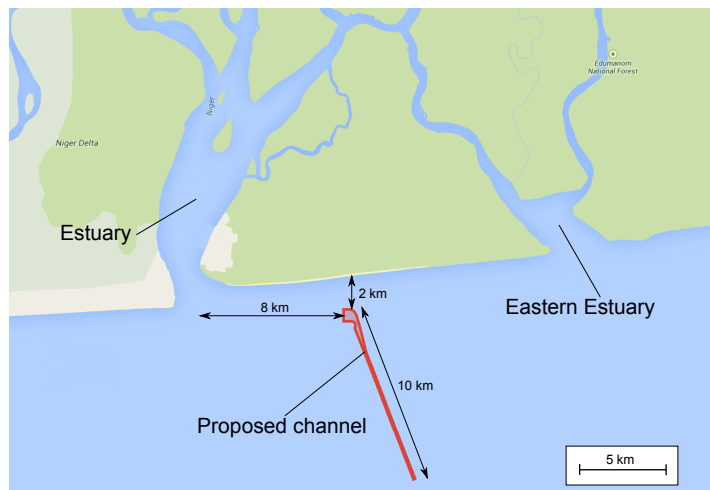 Edumanom
National Forest
Niger
Niger Delta
Estuary
2 km
Eastern Estuary
8 km
10 km
Proposed channel
5 km